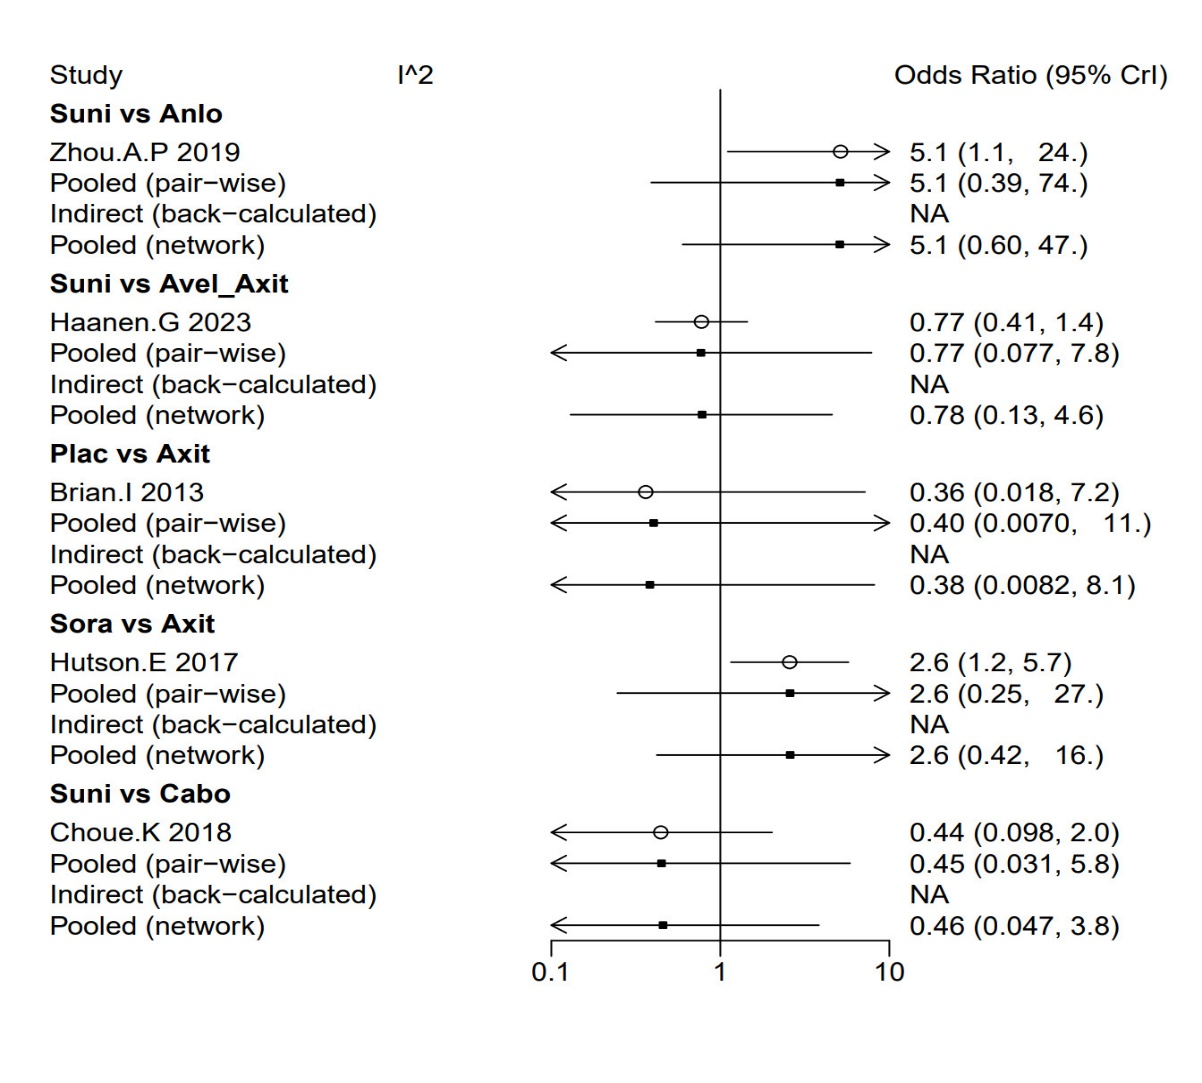 Study I^2 Odds Ratio (95% CrI)
Suni vs Anlo
Zhou.A.P 2019 5.1 (1.1, 24.)
Pooled (pair−wise) 5.1 (0.39, 74.)
Indirect (back−calculated) NA
Pooled (network) 5.1 (0.60, 47.)
Suni vs Avel_Axit
Haanen.G 2023 0.77 (0.41, 1.4)
Pooled (pair−wise) 0.77 (0.077, 7.8)
Indirect (back−calculated) NA
Pooled (network) 0.78 (0.13, 4.6)
Plac vs Axit
Brian.I 2013 0.36 (0.018, 7.2)
Pooled (pair−wise) 0.40 (0.0070, 11.)
Indirect (back−calculated) NA
Pooled (network) 0.38 (0.0082, 8.1)
Sora vs Axit
Hutson.E 2017 2.6 (1.2, 5.7)
Pooled (pair−wise) 2.6 (0.25, 27.)
Indirect (back−calculated) NA
Pooled (network) 2.6 (0.42, 16.)
Suni vs Cabo
Choue.K 2018 0.44 (0.098, 2.0)
Pooled (pair−wise) 0.45 (0.031, 5.8)
Indirect (back−calculated) NA
Pooled (network) 0.46 (0.047, 3.8)
0.1 1 10